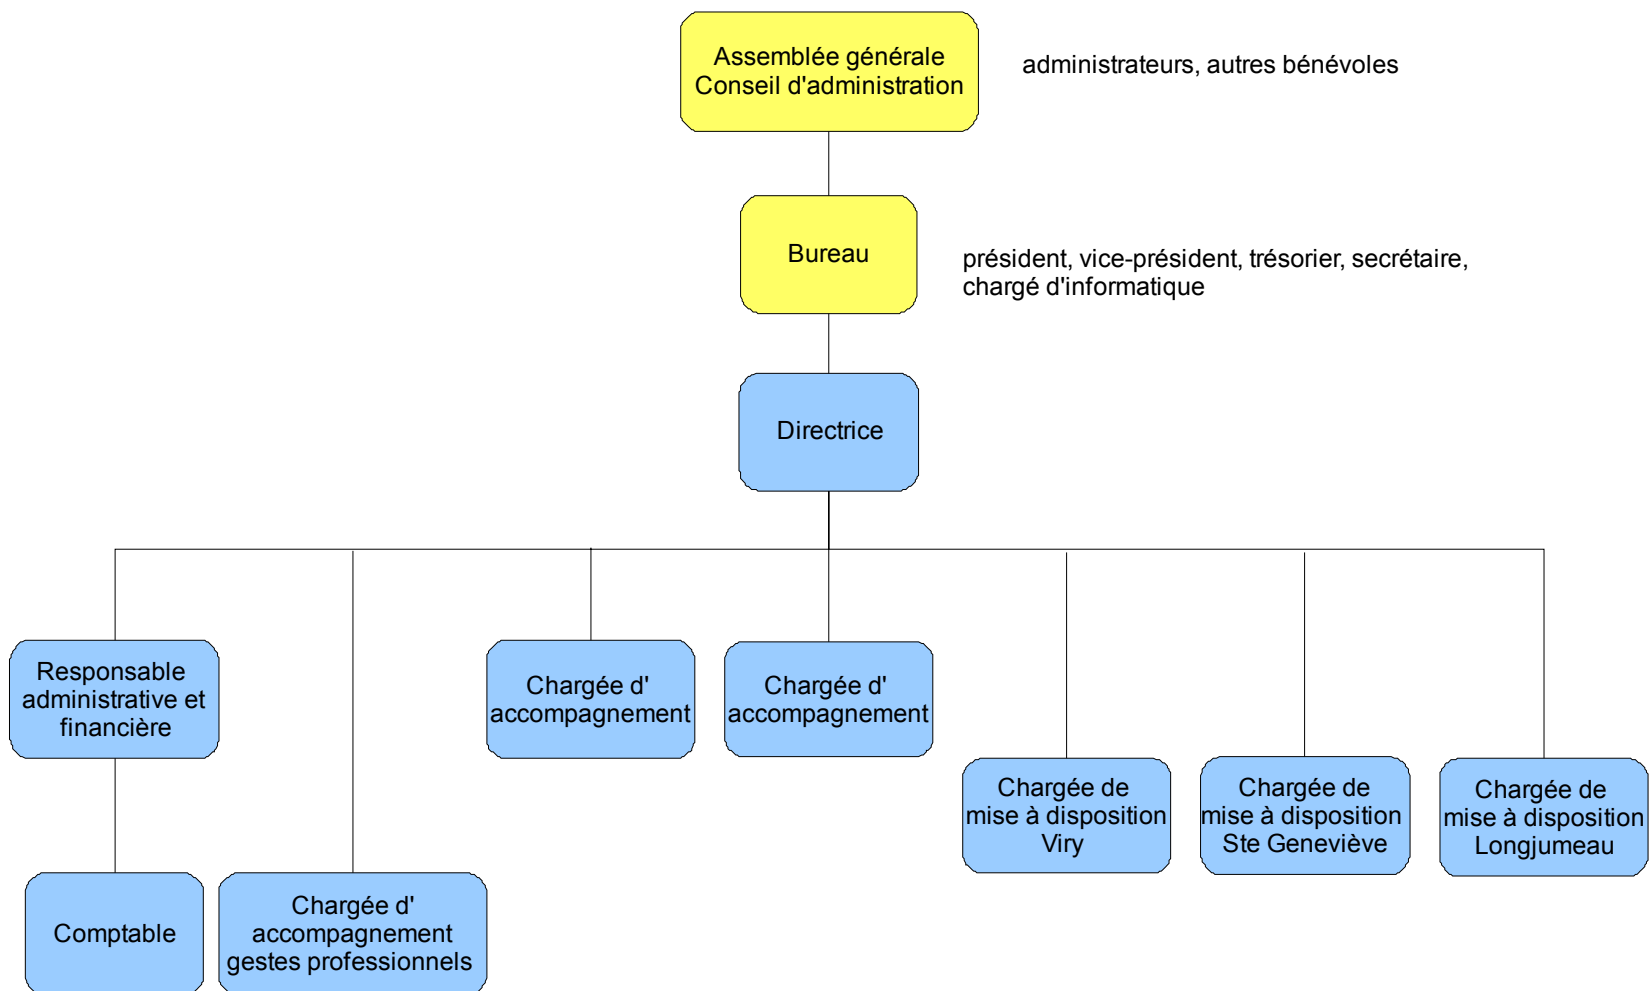 Assemblée générale
Conseil d'administration
administrateurs, autres bénévoles
Bureau
président, vice-président, trésorier, secrétaire,
chargé d'informatique
Directrice
Responsable
administrative et
financière
Chargée d'
accompagnement
Chargée d'
accompagnement
Chargée de
mise à disposition
Viry
Chargée de
mise à disposition
Ste Geneviève
Chargée de
mise à disposition
Longjumeau
Comptable
Chargée d'
accompagnement
gestes professionnels